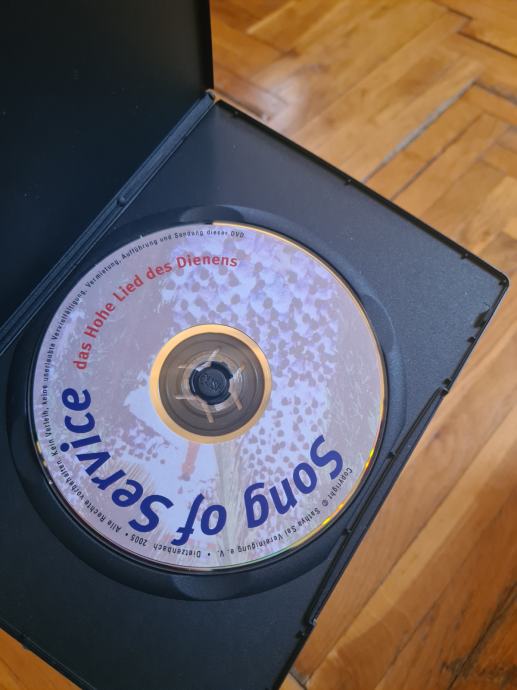 Song of Service
das Hohe Lied des Dienens
Copyright © Sathya Sai Vereinigung e. V. • Dietzenbach • 2005 • Alle Rechte vorbehalten. Kein Verleih, keine unerlaubte Vervielfältigung, Vermietung, Aufführung und Sendung dieser DVD